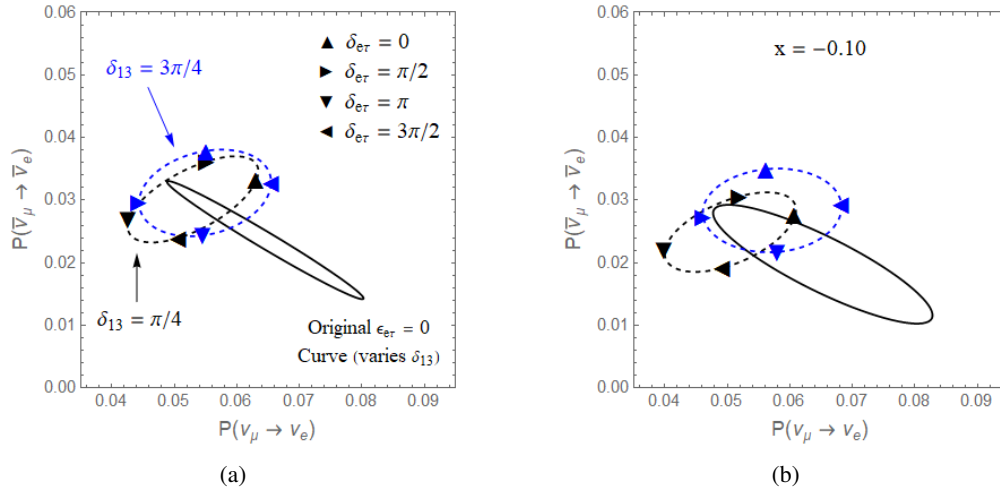 0.06
0.05
0.04
0.03
0.02
0.01
0.00
P(ν̄μ → ν̄e)
δ13 = 3π/4
▲ δeτ = 0
► δeτ = π/2
▼ δeτ = π
◄ δeτ = 3π/2
δ13 = π/4
Original ϵeτ = 0
Curve (varies δ13)
0.04 0.05 0.06 0.07 0.08 0.09
P(νμ → νe)
(a)
0.06
0.05
0.04
0.03
0.02
0.01
0.00
P(ν̄μ → ν̄e)
x = −0.10
0.04 0.05 0.06 0.07 0.08 0.09
P(νμ → νe)
(b)